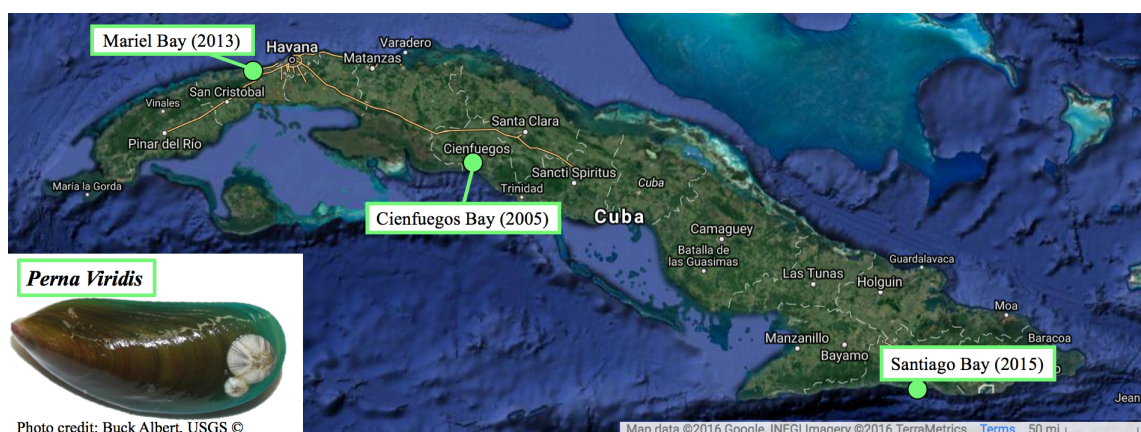 Mariel Bay (2013)
Havana
Varadero
Matanzas
San Cristobal
Vinales
Pinar del Río
María la Gorda
Santa Clara
Cienfuegos
Sancti Spiritus
Trinidad
Cuba
Cienfuegos Bay (2005)
Cuba
Camaguey
Batalla de
las Guasimas
Guardalavaca
Las Tunas
Holguin
Moa
Manzanillo
Bayamo
Baracoa
Santiago Bay (2015)
Jean
Perna Viridis
Photo credit: Buck Albert, USGS ©
Map data ©2016 Google, INEGI Imagery ©2016 TerraMetrics Terms 50 mi